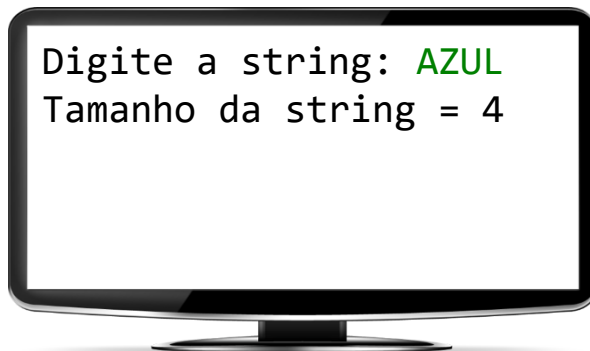 Digite a string: AZUL
Tamanho da string = 4